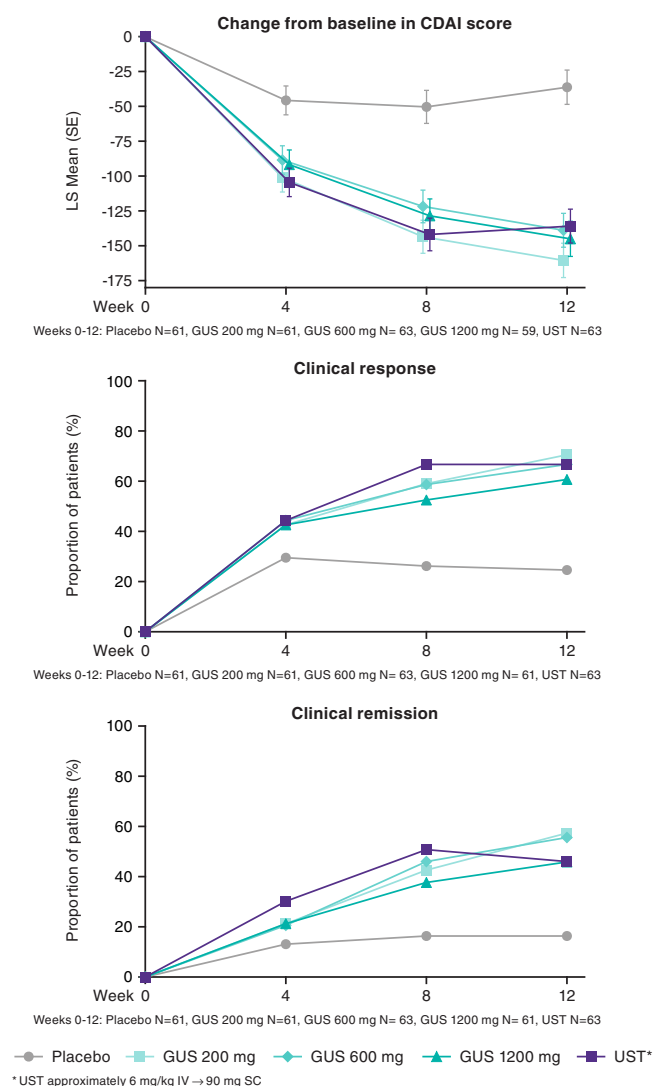 Change from baseline in CDAI score
LS Mean (SE)
0
-25
-50
-75
-100
-125
-150
-175
Week 0 4 8 12
Weeks 0-12: Placebo N=61, GUS 200 mg N=61, GUS 600 mg N= 63, GUS 1200 mg N= 59, UST N=63
Clinical response
Proportion of patients (%)
100
80
60
40
20
0
Week 0 4 8 12
Weeks 0-12: Placebo N=61, GUS 200 mg N=61, GUS 600 mg N= 63, GUS 1200 mg N= 61, UST N=63
Clinical remission
Proportion of patients (%)
100
80
60
40
20
0
Week 0 4 8 12
Weeks 0-12: Placebo N=61, GUS 200 mg N=61, GUS 600 mg N= 63, GUS 1200 mg N= 61, UST N=63
Placebo GUS 200 mg GUS 600 mg GUS 1200 mg UST*
* UST approximately 6 mg/kg IV → 90 mg SC